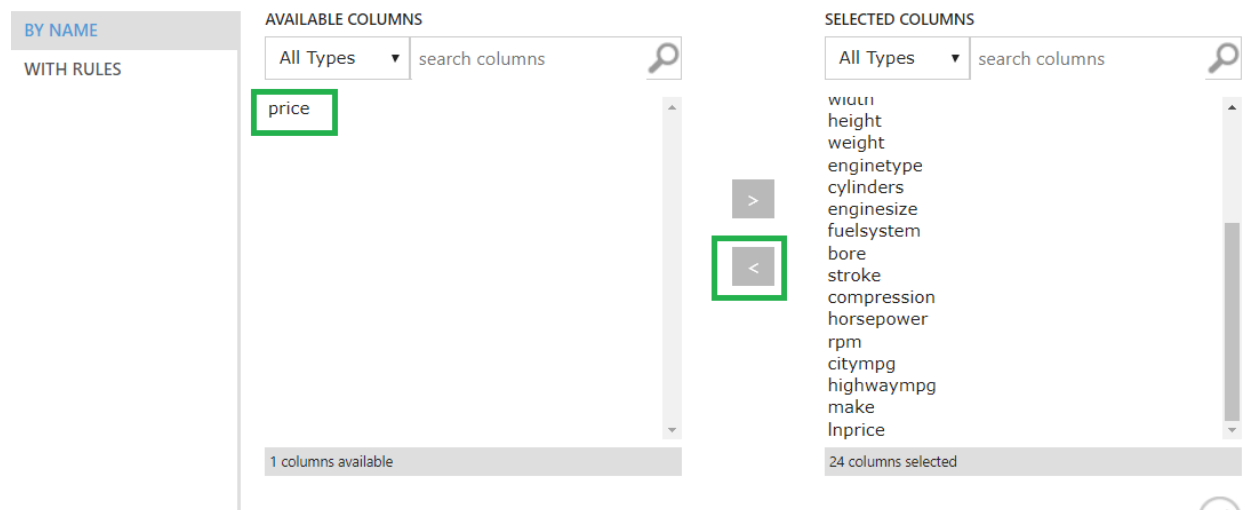 BY NAME
WITH RULES
AVAILABLE COLUMNS
All Types ▼ search columns
price
1 columns available
>
<
SELECTED COLUMNS
All Types ▼ search columns
width
height
weight
enginetype
cylinders
enginesize
fuelsystem
bore
stroke
compression
horsepower
rpm
citympg
highwaympg
make
lnprice
24 columns selected